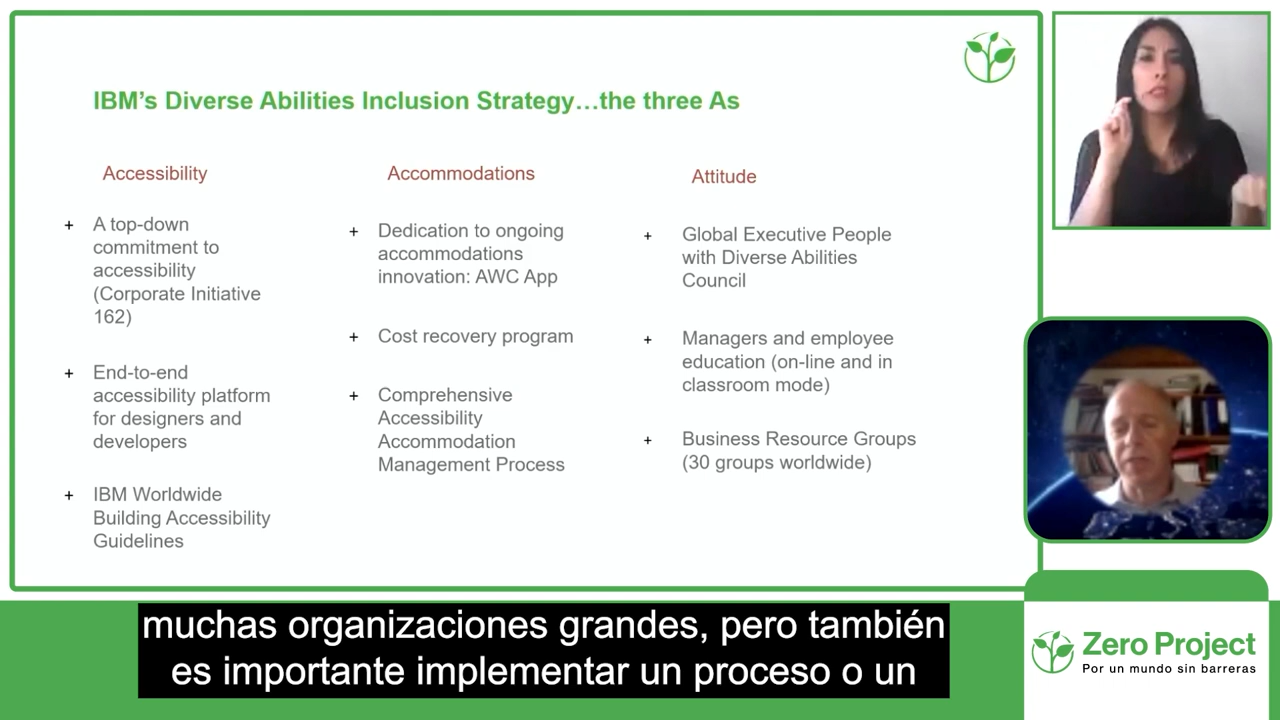 IBM's Diverse Abilities Inclusion Strategy…the three As
Accessibility
+ A top-down
commitment to
accessibility
(Corporate Initiative
162)
+ End-to-end
accessibility platform
for designers and
developers
+ IBM Worldwide
Building Accessibility
Guidelines
Accommodations
+ Dedication to ongoing
accommodations
innovation: AWC App
+ Cost recovery program
+ Comprehensive
Accessibility
Accommodation
Management Process
Attitude
+ Global Executive People
with Diverse Abilities
Council
+ Managers and employee
education (on-line and in
classroom mode)
+ Business Resource Groups
(30 groups worldwide)
muchas organizaciones grandes, pero también
es importante implementar un proceso o un
Zero Project
Por un mundo sin barreras